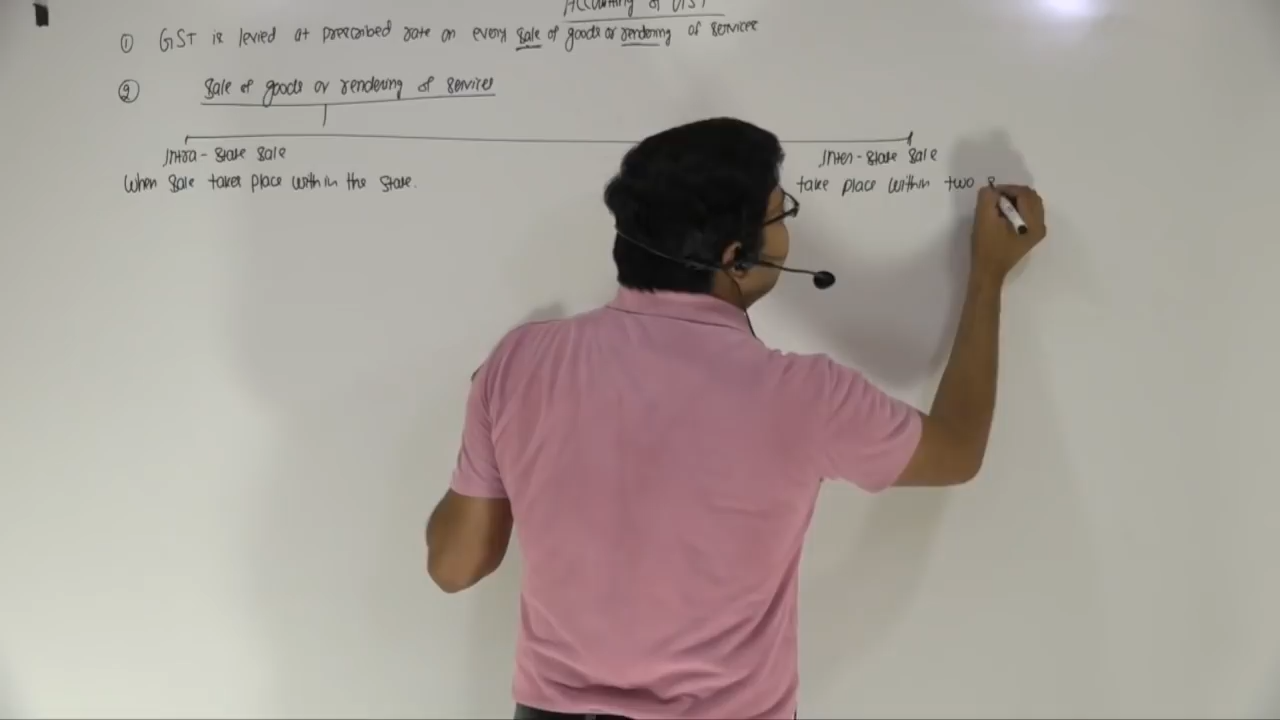 Accounting of GST
① GST is levied at prescribed rate on every sale of goods or rendering of services
② Sale of goods or rendering of services
Intra-State Sale
When sale takes place within the state.
Inter-State Sale
take place within two s